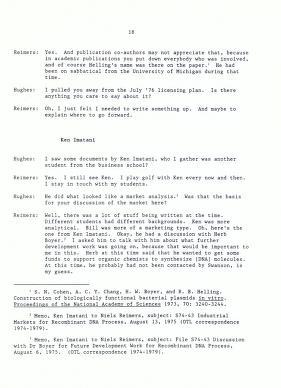 18
Reimers: Yes. And publication co-authors may not appreciate that, because
in academic publications you put down everybody who was involved,
and of course Helling's name was there on the paper.¹ He had
been on sabbatical from the University of Michigan during that
time.
Hughes: I pulled you away from the July '76 licensing plan. Is there
anything you care to say about it?
Reimers: Oh, I just felt I needed to write something up. And maybe to
explain where to go forward.
Ken Imatani
Hughes: I saw some documents by Ken Imatani, who I gather was another
student from the business school?
Reimers: Yes. I still see Ken. I play golf with Ken every now and then.
I stay in touch with my students.
Hughes: He did what looked like a market analysis.² Was that the basis
for your discussion of the market here?
Reimers: Well, there was a lot of stuff being written at the time.
Different students had different backgrounds. Ken was more
analytical. Bill was more of a marketing type. Oh, here's the
one from Ken Imatani. Okay, he had a discussion with Herb
Boyer.³ I asked him to talk with him about what further
development work was going on, because that would be important to
me in this. Herb at this time said that he wanted to get some
funds to support organic chemists to synthesize [DNA] molecules.
At this time, he probably had not been contacted by Swanson, is
my guess.
¹ S. N. Cohen, A. C. Y. Chang, H. W. Boyer, and R. B. Helling.
Construction of biologically functional bacterial plasmids in vitro.
Proceedings of the National Academy of Sciences 1973, 70: 3240-3244.
² Memo, Ken Imatani to Niels Reimers, subject: S74-43 Industrial
Markets for Recombinant DNA Process, August 13, 1975 (OTL correspondence
1974-1979).
³ Memo, Ken Imatani to Niels Reimers, subject: File S74-43 Discussion
with Dr Boyer for Future Development Work for Recombinant DNA Process,
August 6, 1975. (OTL correspondence 1974-1979).